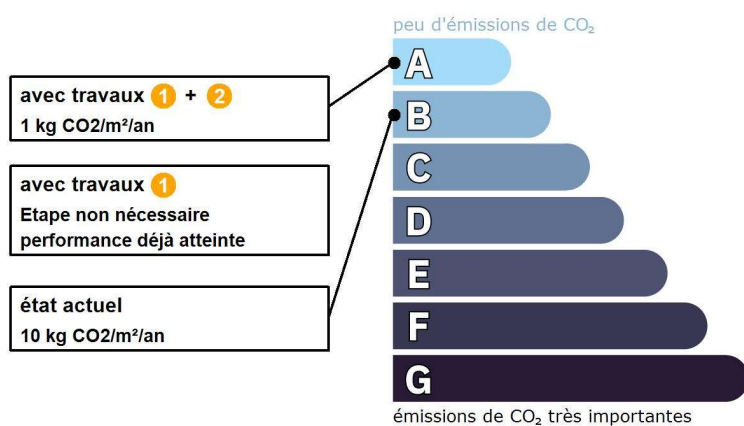 peu d'émissions de CO₂
A
avec travaux 1 + 2
1 kg CO2/m²/an
B
avec travaux 1
Etape non nécessaire
performance déjà atteinte
C
D
E
état actuel
10 kg CO2/m²/an
F
G
émissions de CO₂ très importantes